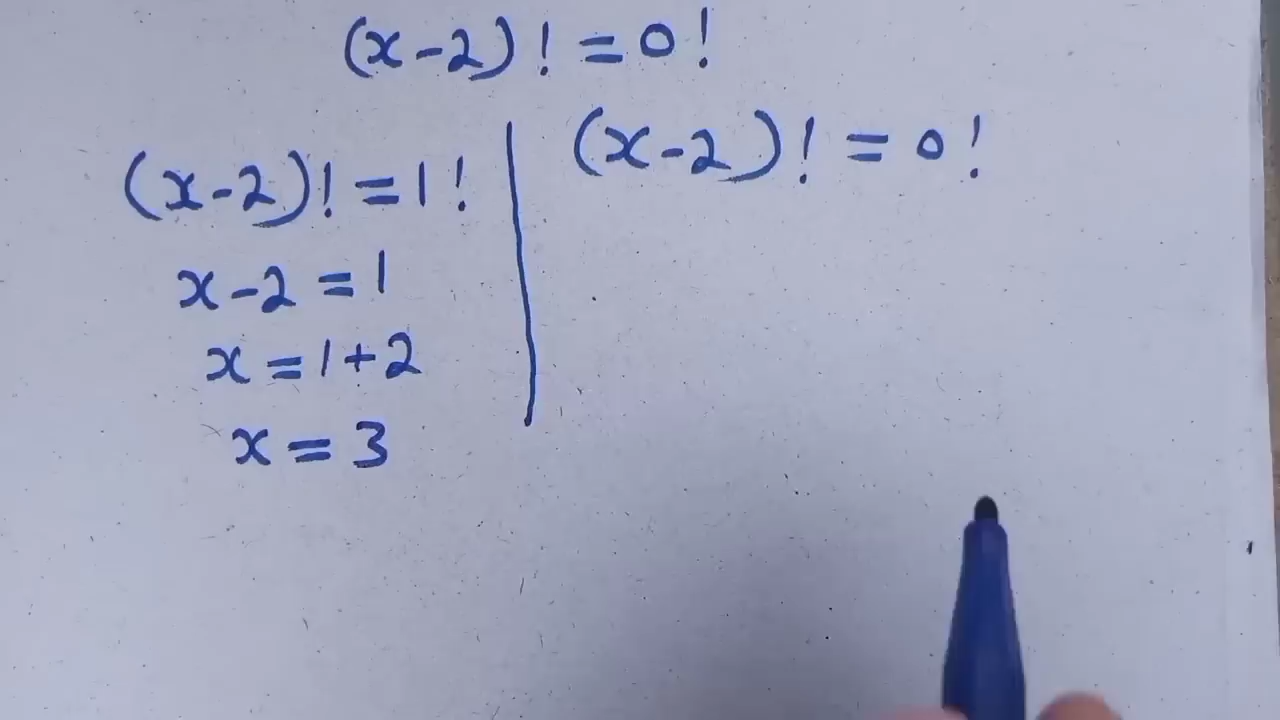 (x-2)! = 0!
(x-2)! = 1!
x-2 = 1
x = 1+2
x = 3
(x-2)! = 0!